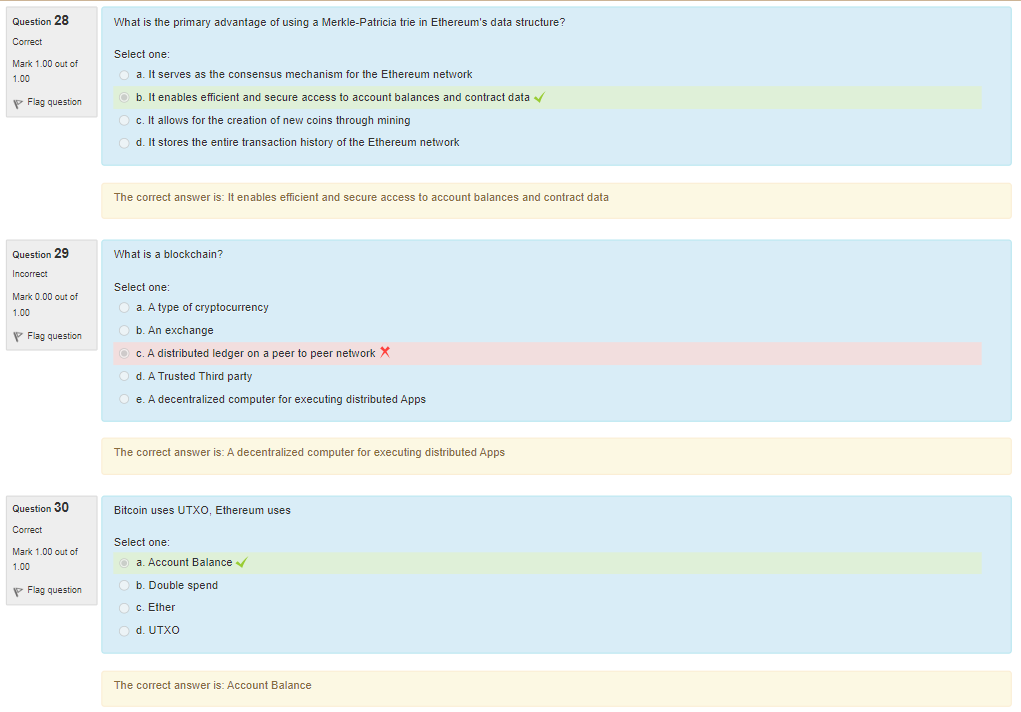 Question 28
Correct
Mark 1.00 out of
1.00
Flag question
What is the primary advantage of using a Merkle-Patricia trie in Ethereum's data structure?
Select one:
a. It serves as the consensus mechanism for the Ethereum network
b. It enables efficient and secure access to account balances and contract data
c. It allows for the creation of new coins through mining
d. It stores the entire transaction history of the Ethereum network
The correct answer is: It enables efficient and secure access to account balances and contract data
Question 29
Incorrect
Mark 0.00 out of
1.00
Flag question
What is a blockchain?
Select one:
a. A type of cryptocurrency
b. An exchange
c. A distributed ledger on a peer to peer network
d. A Trusted Third party
e. A decentralized computer for executing distributed Apps
The correct answer is: A decentralized computer for executing distributed Apps
Question 30
Correct
Mark 1.00 out of
1.00
Flag question
Bitcoin uses UTXO, Ethereum uses
Select one:
a. Account Balance
b. Double spend
c. Ether
d. UTXO
The correct answer is: Account Balance